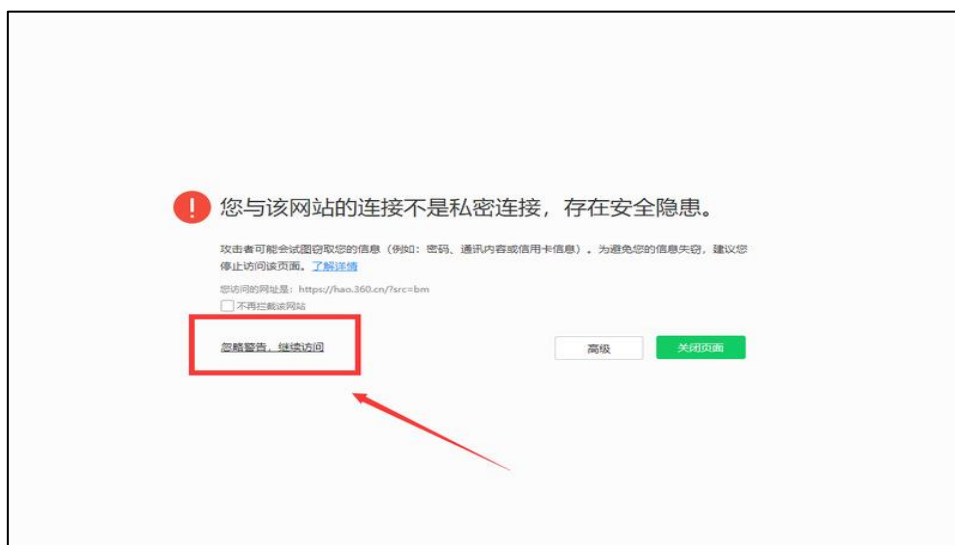 您与该网站的连接不是私密连接，存在安全隐患。
攻击者可能会试图窃取您的信息（例如：密码、通讯内容或信用卡信息）。为避免您的信息失窃，建议您
停止访问该页面。了解详情
您访问的网址是：https://hao.360.cn/?src=bm
不再拦截该网站
忽略警告，继续访问 高级 关闭页面